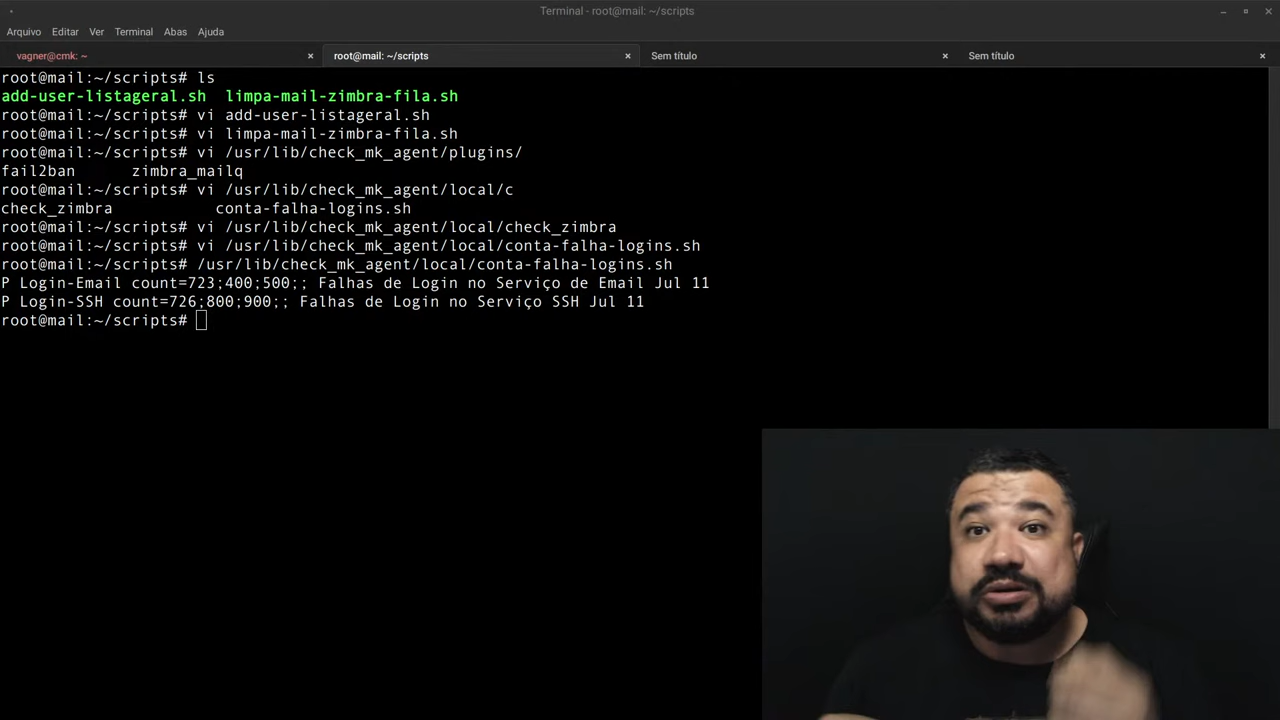 Terminal - root@mail: ~/scripts
Arquivo Editar Ver Terminal Abas Ajuda
vagner@cmk: ~ root@mail: ~/scripts Sem título Sem título
root@mail:~/scripts# ls
add-user-listageral.sh limpa-mail-zimbra-fila.sh
root@mail:~/scripts# vi add-user-listageral.sh
root@mail:~/scripts# vi limpa-mail-zimbra-fila.sh
root@mail:~/scripts# vi /usr/lib/check_mk_agent/plugins/
fail2ban zimbra_mailq
root@mail:~/scripts# vi /usr/lib/check_mk_agent/local/c
check_zimbra conta-falha-logins.sh
root@mail:~/scripts# vi /usr/lib/check_mk_agent/local/check_zimbra
root@mail:~/scripts# vi /usr/lib/check_mk_agent/local/conta-falha-logins.sh
root@mail:~/scripts# /usr/lib/check_mk_agent/local/conta-falha-logins.sh
P Login-Email count=723;400;500;; Falhas de Login no Serviço de Email Jul 11
P Login-SSH count=726;800;900;; Falhas de Login no Serviço SSH Jul 11
root@mail:~/scripts#